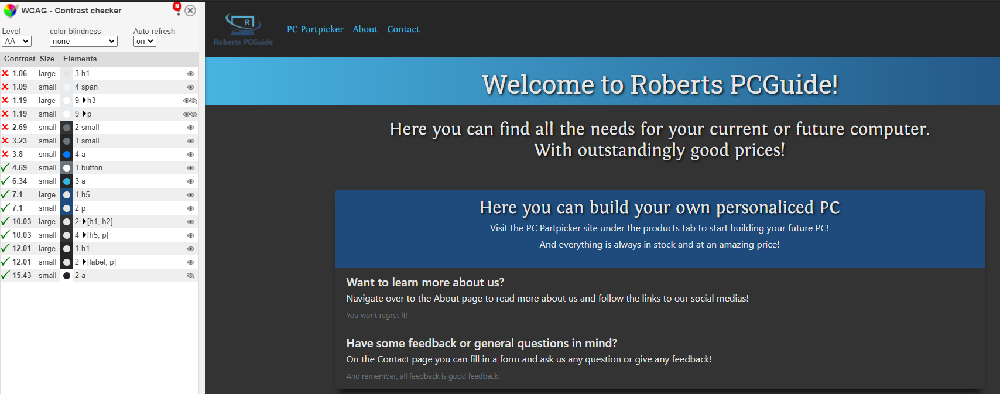 WCAG - Contrast checker
N
Level color-blindness Auto-refresh
AA none on
Contrast Size Elements
1.06 large 3 h1
1.09 small 4 span
1.19 large 9 h3
1.19 small 9 p
2.69 small 2 small
3.23 small 1 small
3.8 small 4 a
4.69 small 1 button
6.34 small 3 a
7.1 large 1 h5
7.1 small 2 p
10.03 large 2 [h1, h2]
10.03 small 4 [h5, p]
12.01 large 1 h1
12.01 small 2 [label, p]
15.43 small 2 a
R
Roberts PCGuide
PC Partpicker About Contact
Welcome to Roberts PCGuide!
Here you can find all the needs for your current or future computer.
With outstandingly good prices!
Here you can build your own personaliced PC
Visit the PC Partpicker site under the products tab to start building your future PC!
And everything is always in stock and at an amazing price!
Want to learn more about us?
Navigate over to the About page to read more about us and follow the links to our social medias!
You wont regret it!
Have some feedback or general questions in mind?
On the Contact page you can fill in a form and ask us any question or give any feedback!
And remember, all feedback is good feedback!